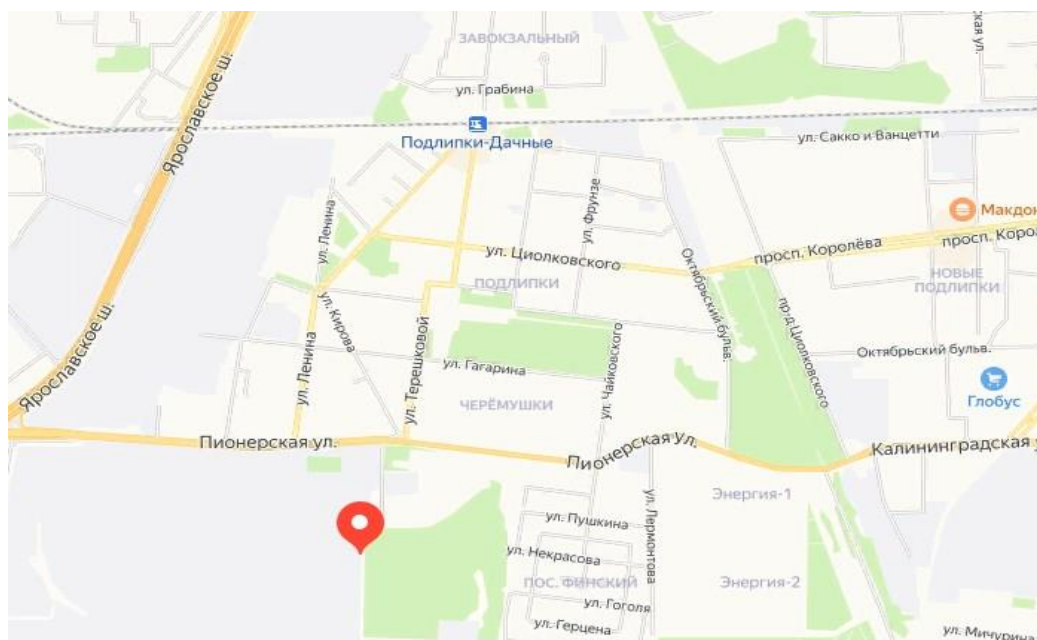 ЗАВОКЗАЛЬНЫЙ
ул. Грабина
Ярославское ш.
Подлипки-Дачные
ул. Сакко и Ванцетти
ская ул.
ул. Фрунзе
Макдон
ул. Ленина
ул. Циолковского
просп. Королёва
просп. Корол
Октябрьский бульв.
ПОДЛИПКИ
НОВЫЕ
ПОДЛИПКИ
ул. Кирова
ул. Терешковой
пр-д Циолковского
Ярославское ш.
ул. Ленина
ул. Гагарина
ул. Чайковского
Октябрьский бульв.
ЧЕРЁМУШКИ
Глобус
Пионерская ул.
Пионерская ул.
Калининградская у
Энергия-1
ул. Пушкина
ул. Лермонтова
ул. Некрасова
ПОС. ФИНСКИЙ
Энергия-2
ул. Гоголя
ул. Герцена
ул. Мичурина